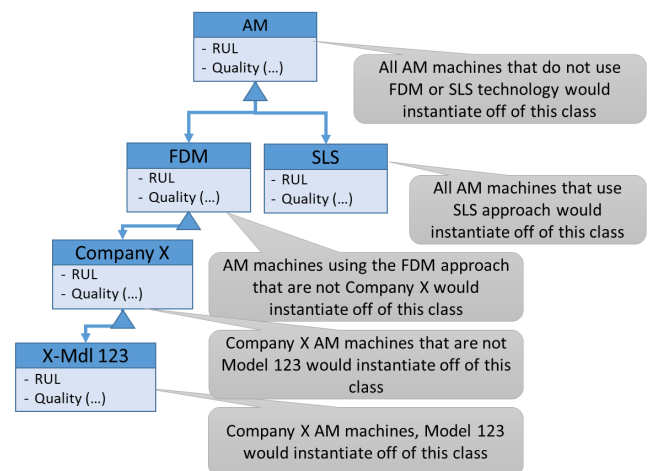 AM
- RUL
- Quality (...)
All AM machines that do not use
FDM or SLS technology would
instantiate off of this class
FDM
- RUL
- Quality (...)
SLS
- RUL
- Quality (...)
All AM machines that use
SLS approach would
instantiate off of this class
Company X
- RUL
- Quality (...)
AM machines using the FDM approach
that are not Company X would
instantiate off of this class
Company X AM machines that are not
Model 123 would instantiate off of this
class
X-Mdl 123
- RUL
- Quality (...)
Company X AM machines, Model 123
would instantiate off of this class